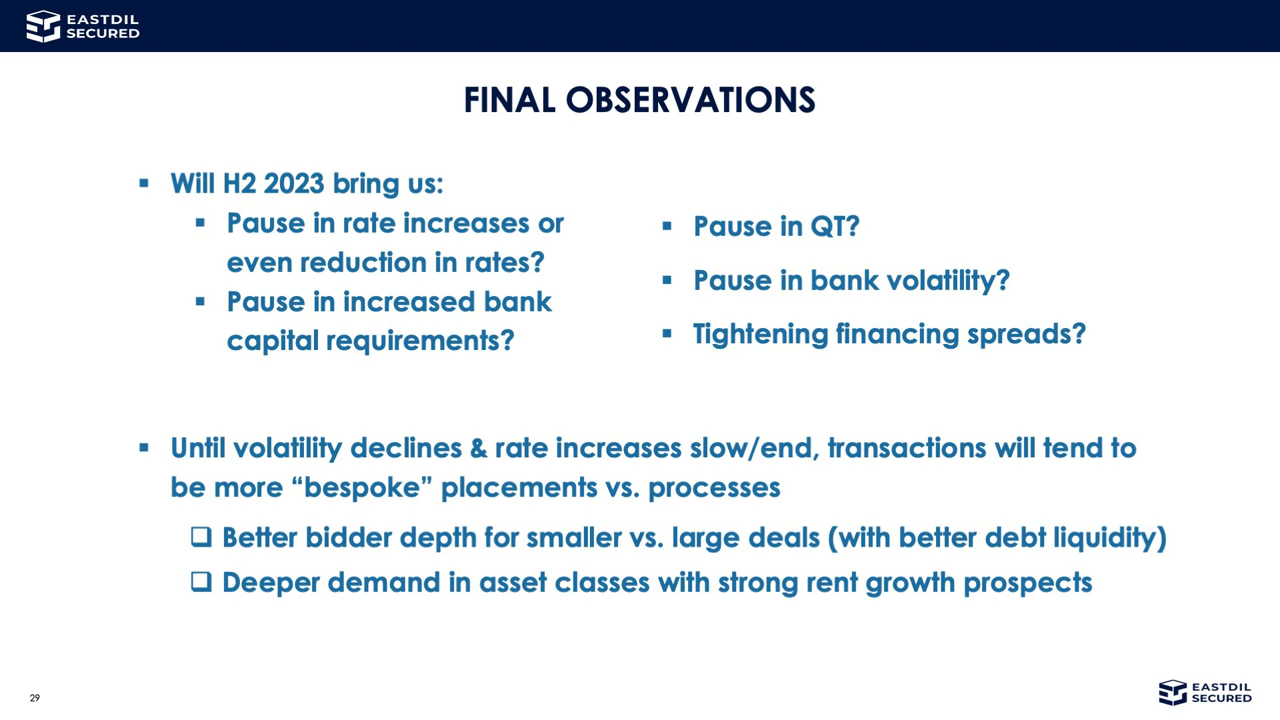 EASTDIL
SECURED
FINAL OBSERVATIONS
▪ Will H2 2023 bring us:
▪ Pause in rate increases or
even reduction in rates?
▪ Pause in increased bank
capital requirements?
▪ Pause in QT?
▪ Pause in bank volatility?
▪ Tightening financing spreads?
▪ Until volatility declines & rate increases slow/end, transactions will tend to
be more “bespoke” placements vs. processes
❑ Better bidder depth for smaller vs. large deals (with better debt liquidity)
❑ Deeper demand in asset classes with strong rent growth prospects
29
EASTDIL
SECURED